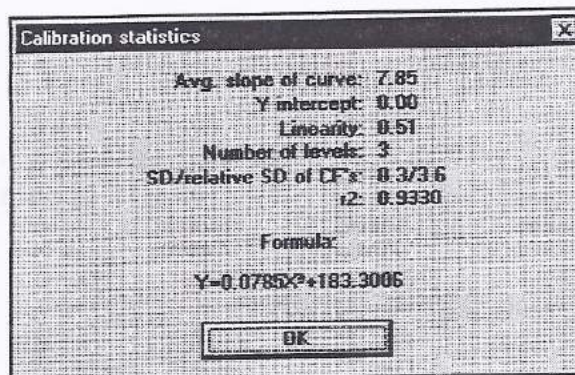 Calibration statistics
Avg. slope of curve: 7.85
Y intercept: 0.00
Linearity: 0.51
Number of levels: 3
SD/relative SD of CF's: 0.3/3.6
r2: 0.9330
Formula:
Y=0.0785X²+183.3006
OK